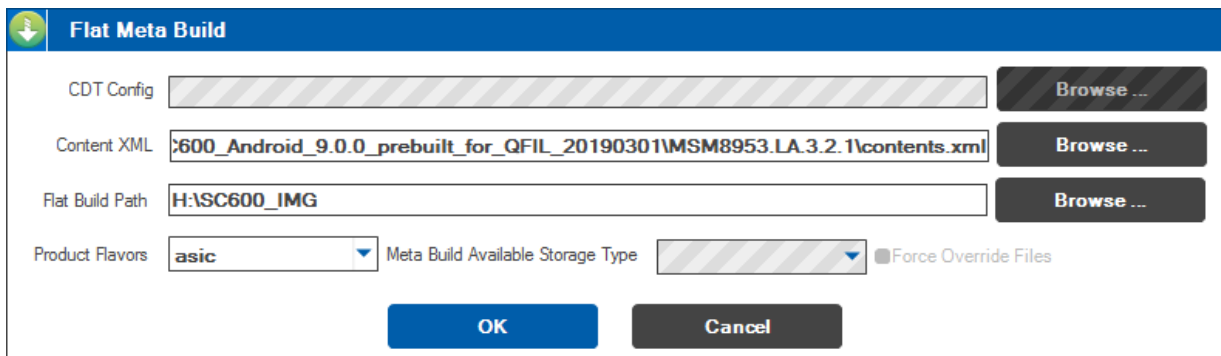 Flat Meta Build
CDT Config Browse ...
Content XML C600_Android_9.0.0_prebuilt_for_QFIL_20190301\MSM8953.LA.3.2.1\contents.xml Browse ...
Flat Build Path H:\SC600_IMG Browse ...
Product Flavors asic Meta Build Available Storage Type Force Override Files
OK Cancel